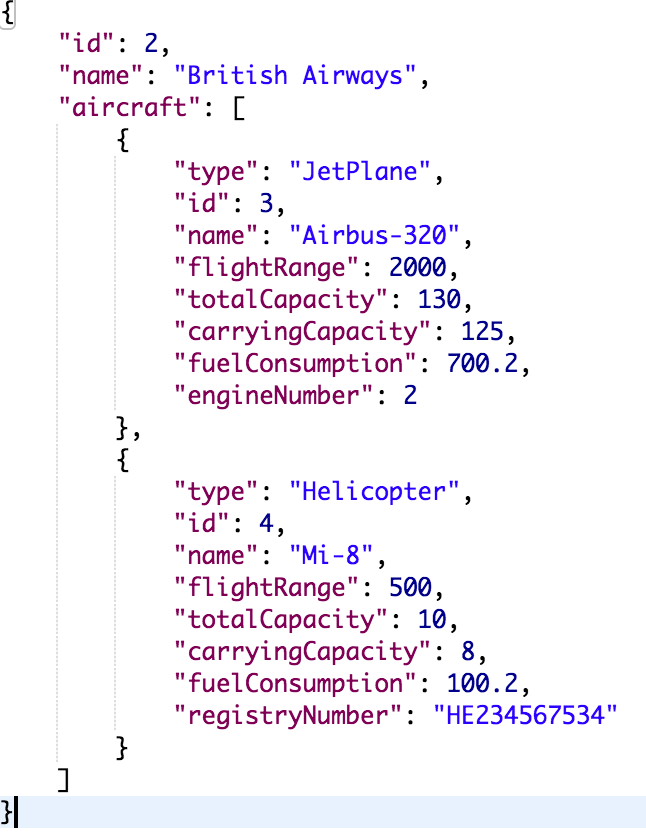 {
    "id": 2,
    "name": "British Airways",
    "aircraft": [
        {
            "type": "JetPlane",
            "id": 3,
            "name": "Airbus-320",
            "flightRange": 2000,
            "totalCapacity": 130,
            "carryingCapacity": 125,
            "fuelConsumption": 700.2,
            "engineNumber": 2
        },
        {
            "type": "Helicopter",
            "id": 4,
            "name": "Mi-8",
            "flightRange": 500,
            "totalCapacity": 10,
            "carryingCapacity": 8,
            "fuelConsumption": 100.2,
            "registryNumber": "HE234567534"
        }
    ]
}